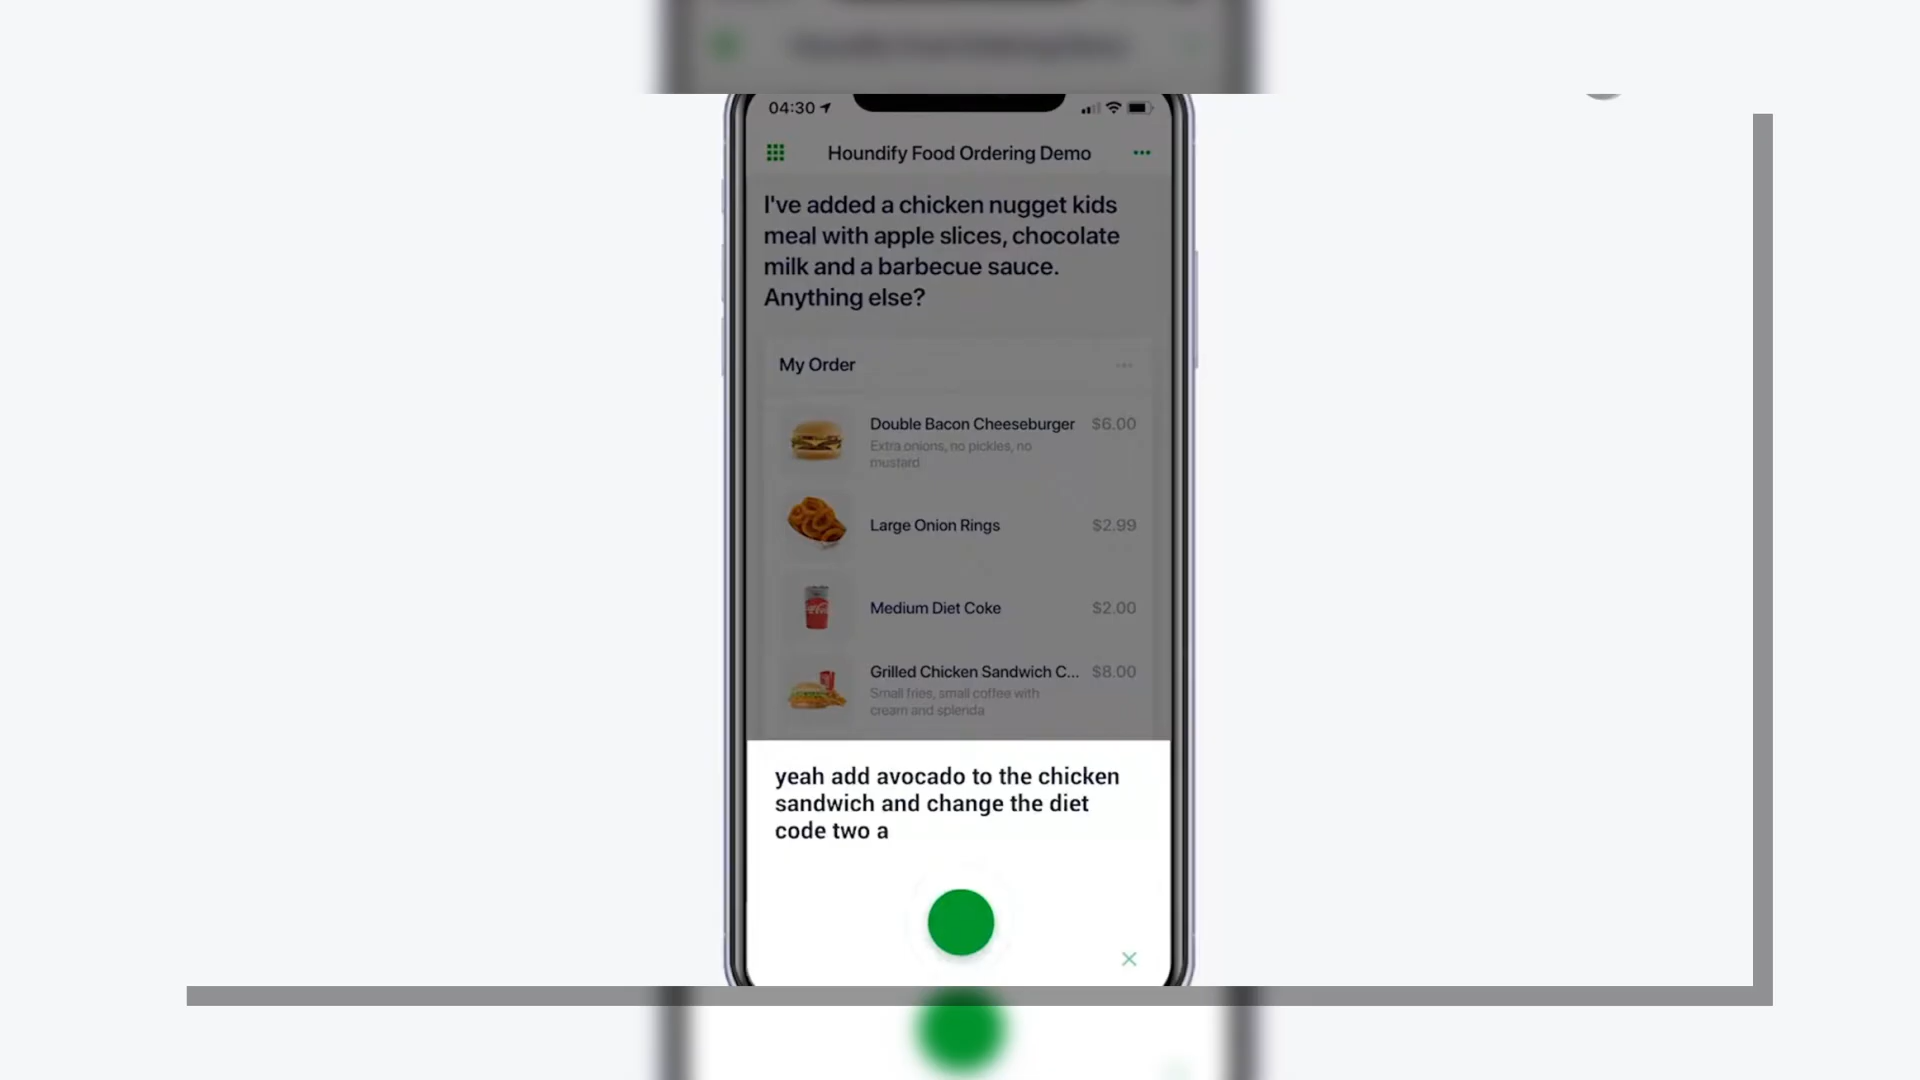 04:30
Houndify Food Ordering Demo
I've added a chicken nugget kids
meal with apple slices, chocolate
milk and a barbecue sauce.
Anything else?
My Order
Double Bacon Cheeseburger $6.00
Extra onions, no pickles, no
mustard
Large Onion Rings $2.99
Medium Diet Coke $2.00
Grilled Chicken Sandwich C... $8.00
Small fries, small coffee with
cream and splenda
yeah add avocado to the chicken
sandwich and change the diet
code two a